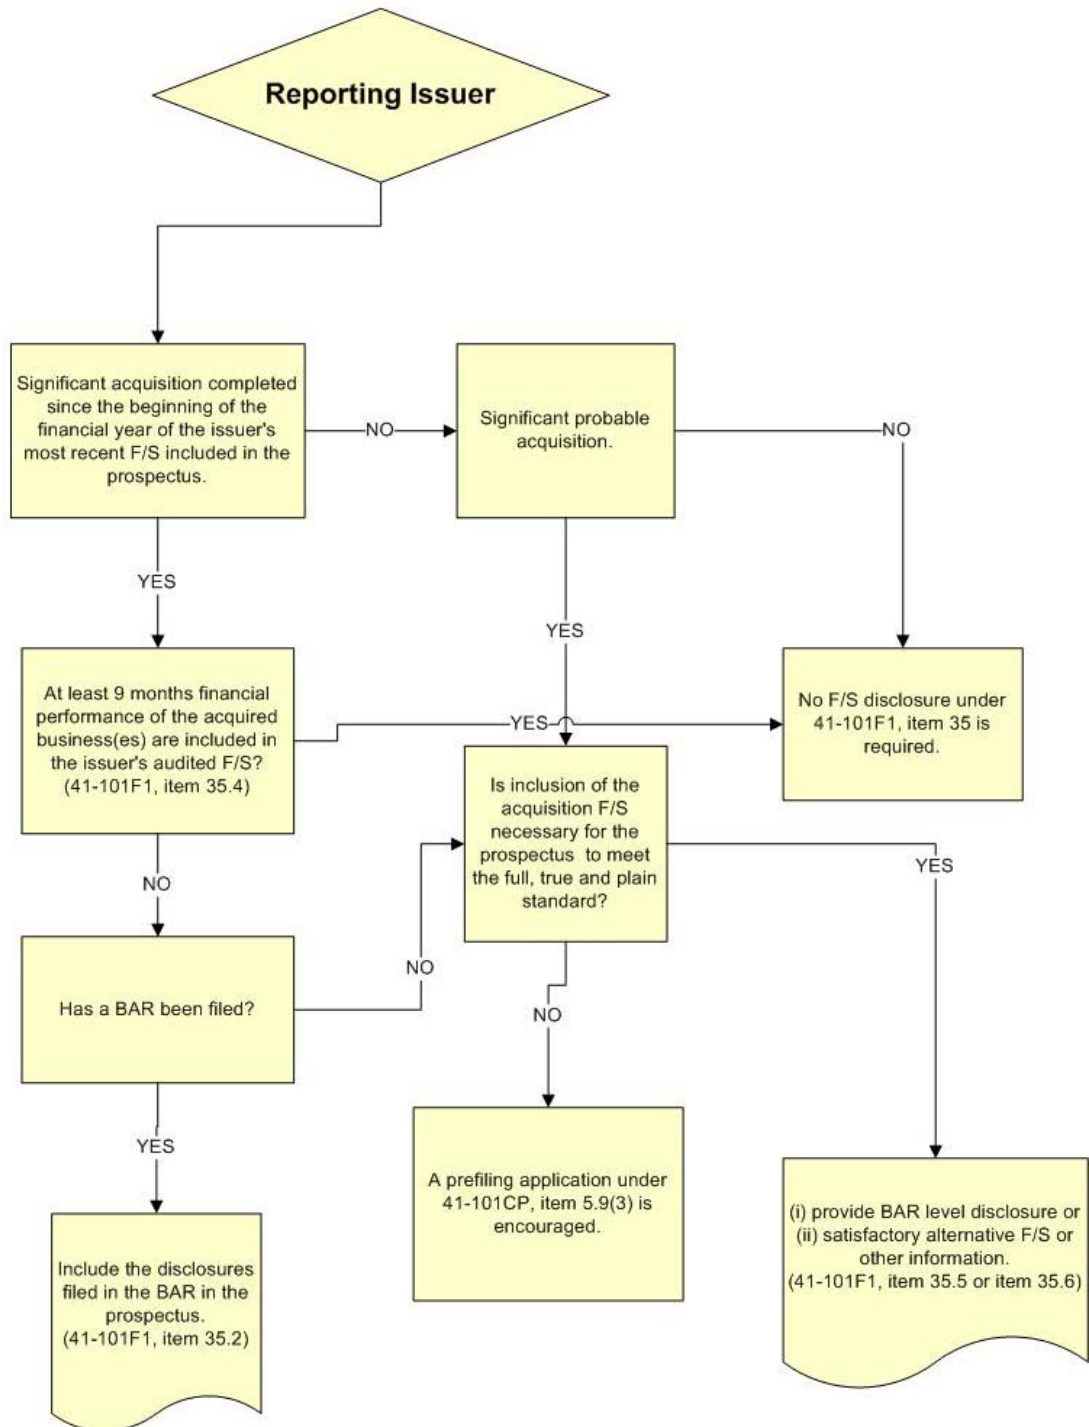 Reporting Issuer
Significant acquisition completed
since the beginning of the
financial year of the issuer's
most recent F/S included in the
prospectus.
NO
Significant probable
acquisition.
NO
YES
YES
At least 9 months financial
performance of the acquired
business(es) are included in
the issuer's audited F/S?
(41-101F1, item 35.4)
YES
No F/S disclosure under
41-101F1, item 35 is
required.
Is inclusion of the
acquisition F/S
necessary for the
prospectus to meet
the full, true and plain
standard?
YES
NO
Has a BAR been filed?
NO
NO
YES
A prefiling application under
41-101CP, item 5.9(3) is
encouraged.
(i) provide BAR level disclosure or
(ii) satisfactory alternative F/S or
other information.
(41-101F1, item 35.5 or item 35.6)
Include the disclosures
filed in the BAR in the
prospectus.
(41-101F1, item 35.2)